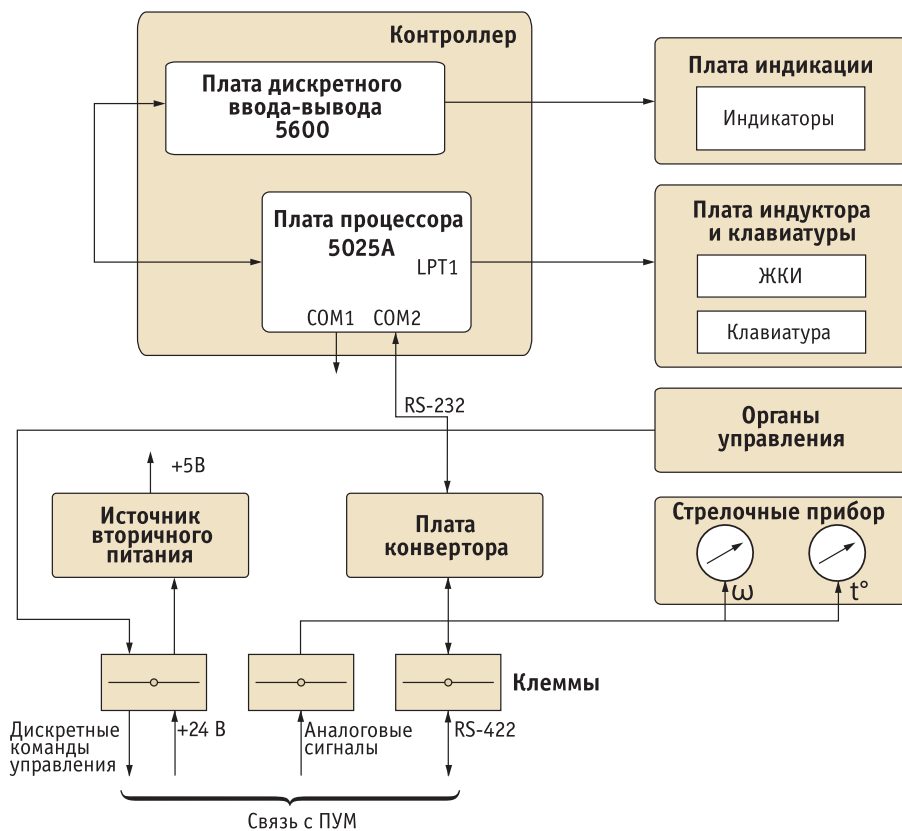 Контроллер
Плата дискретного
ввода-вывода
5600
Плата индикации
Индикаторы
Плата процессора
5025А
LPT1
COM1 COM2
Плата индуктора
и клавиатуры
ЖКИ
Клавиатура
RS-232
Органы
управления
+5В
Источник
вторичного
питания
Плата
конвертора
Стрелочные прибор
ω
t°
Клеммы
Дискретные
команды
управления
+24 В
Аналоговые
сигналы
RS-422
Связь с ПУМ